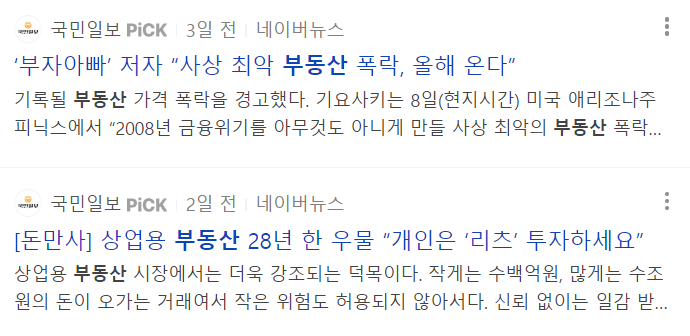 국민일보 PiCK 3일 전 네이버뉴스
‘부자아빠’ 저자 “사상 최악 부동산 폭락, 올해 온다”
기록될 부동산 가격 폭락을 경고했다. 기요사키는 8일(현지시간) 미국 애리조나주
피닉스에서 “2008년 금융위기를 아무것도 아니게 만들 사상 최악의 부동산 폭락...
국민일보 PiCK 2일 전 네이버뉴스
[돈만사] 상업용 부동산 28년 한 우물 “개인은 ‘리츠’ 투자하세요”
상업용 부동산 시장에서는 더욱 강조되는 덕목이다. 작게는 수백억원, 많게는 수조
원의 돈이 오가는 거래여서 작은 위험도 허용되지 않아서다. 신뢰 없이는 일감 받...